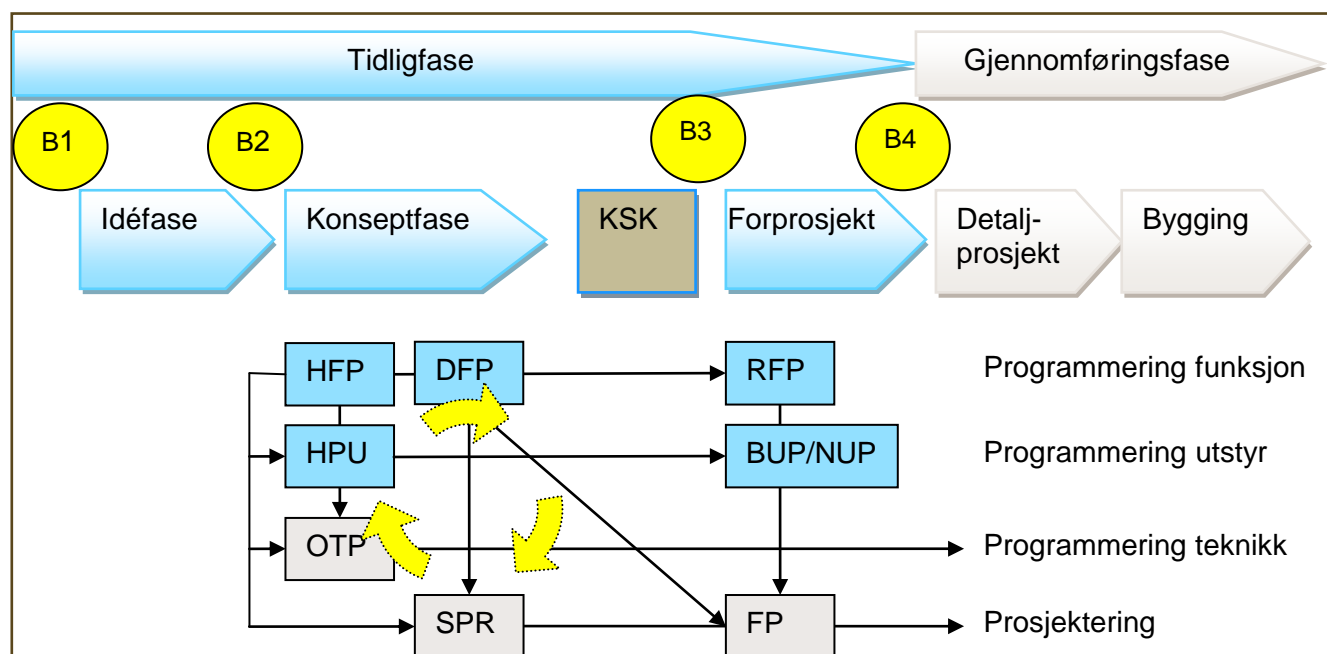 Tidligfase
Gjennomføringsfase
B1
B2
B3
B4
Idéfase
Konseptfase
KSK
Forprosjekt
Detalj-
prosjekt
Bygging
HFP
DFP
RFP
Programmering funksjon
HPU
BUP/NUP
Programmering utstyr
OTP
Programmering teknikk
SPR
FP
Prosjektering